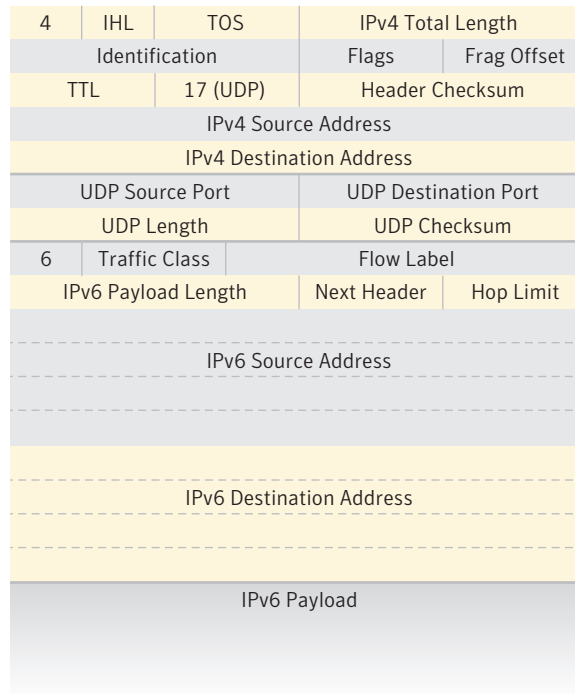 4 IHL TOS IPv4 Total Length
Identification Flags Frag Offset
TTL 17 (UDP) Header Checksum
IPv4 Source Address
IPv4 Destination Address
UDP Source Port UDP Destination Port
UDP Length UDP Checksum
6 Traffic Class Flow Label
IPv6 Payload Length Next Header Hop Limit
IPv6 Source Address
IPv6 Destination Address
IPv6 Payload